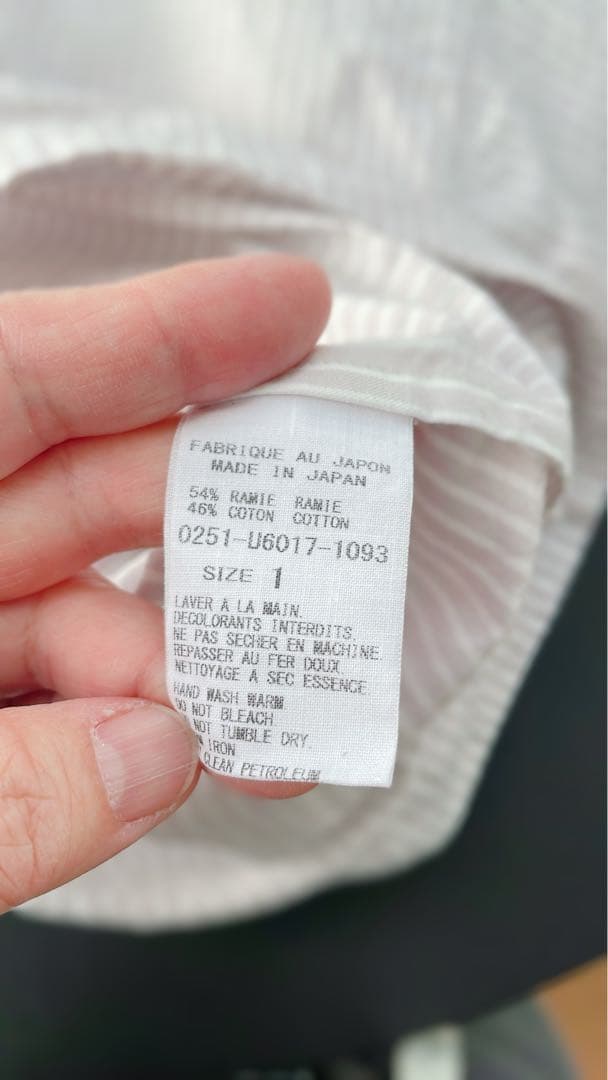 FABRIQUE AU JAPON
MADE IN JAPAN
54% RAMIE RAMIE
46% COTON COTTON
0251-U6017-1093
SIZE 1
LAVER A LA MAIN.
DECOLORANTS INTERDITS.
NE PAS SECHER EN MACHINE.
REPASSER AU FER DOUX.
NETTOYAGE A SEC ESSENCE.
HAND WASH WARM
DO NOT BLEACH
NOT TUMBLE DRY.
IRON
CLEAN PETROLEUM